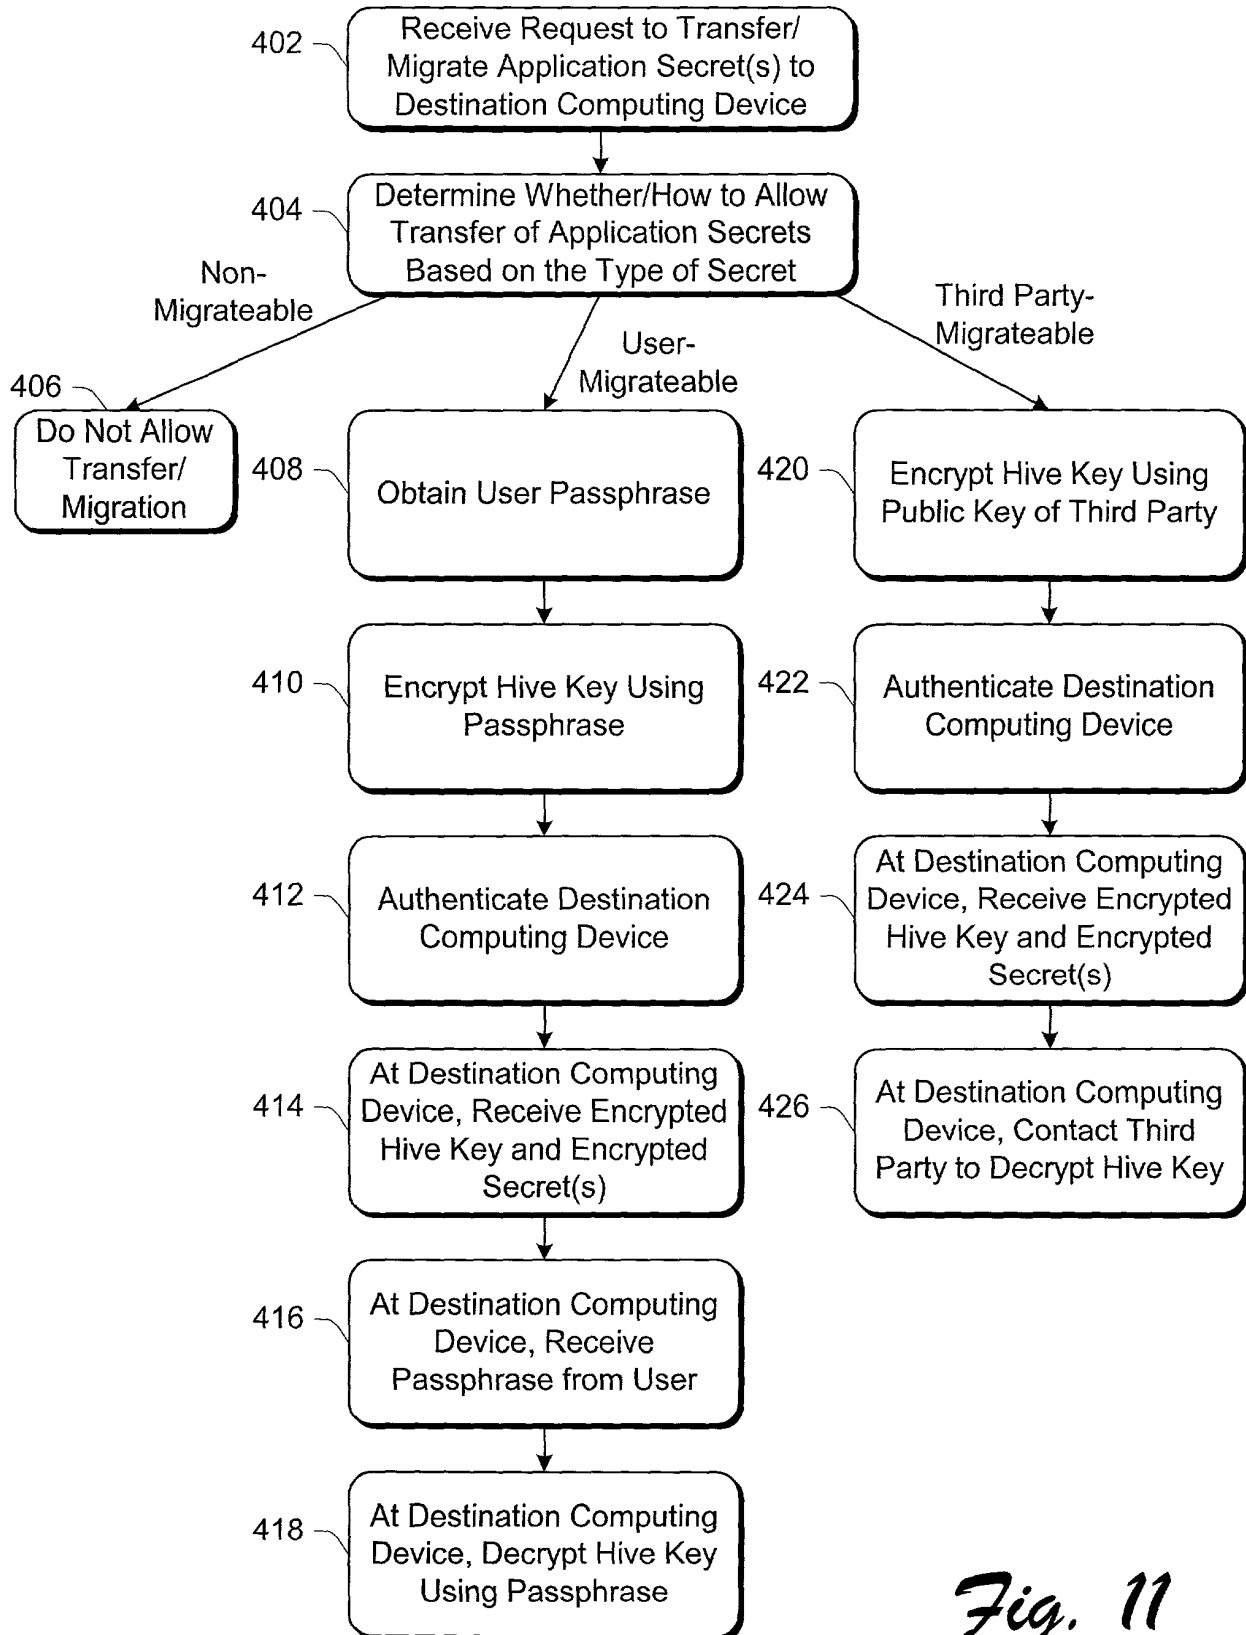 402
Receive Request to Transfer/
Migrate Application Secret(s) to
Destination Computing Device
404
Determine Whether/How to Allow
Transfer of Application Secrets
Based on the Type of Secret
Non-
Migrateable
User-
Migrateable
Third Party-
Migrateable
406
Do Not Allow
Transfer/
Migration
408
Obtain User Passphrase
420
Encrypt Hive Key Using
Public Key of Third Party
410
Encrypt Hive Key Using
Passphrase
422
Authenticate Destination
Computing Device
412
Authenticate Destination
Computing Device
424
At Destination Computing
Device, Receive Encrypted
Hive Key and Encrypted
Secret(s)
414
At Destination Computing
Device, Receive Encrypted
Hive Key and Encrypted
Secret(s)
426
At Destination Computing
Device, Contact Third
Party to Decrypt Hive Key
416
At Destination Computing
Device, Receive
Passphrase from User
418
At Destination Computing
Device, Decrypt Hive Key
Using Passphrase
Fig. 11